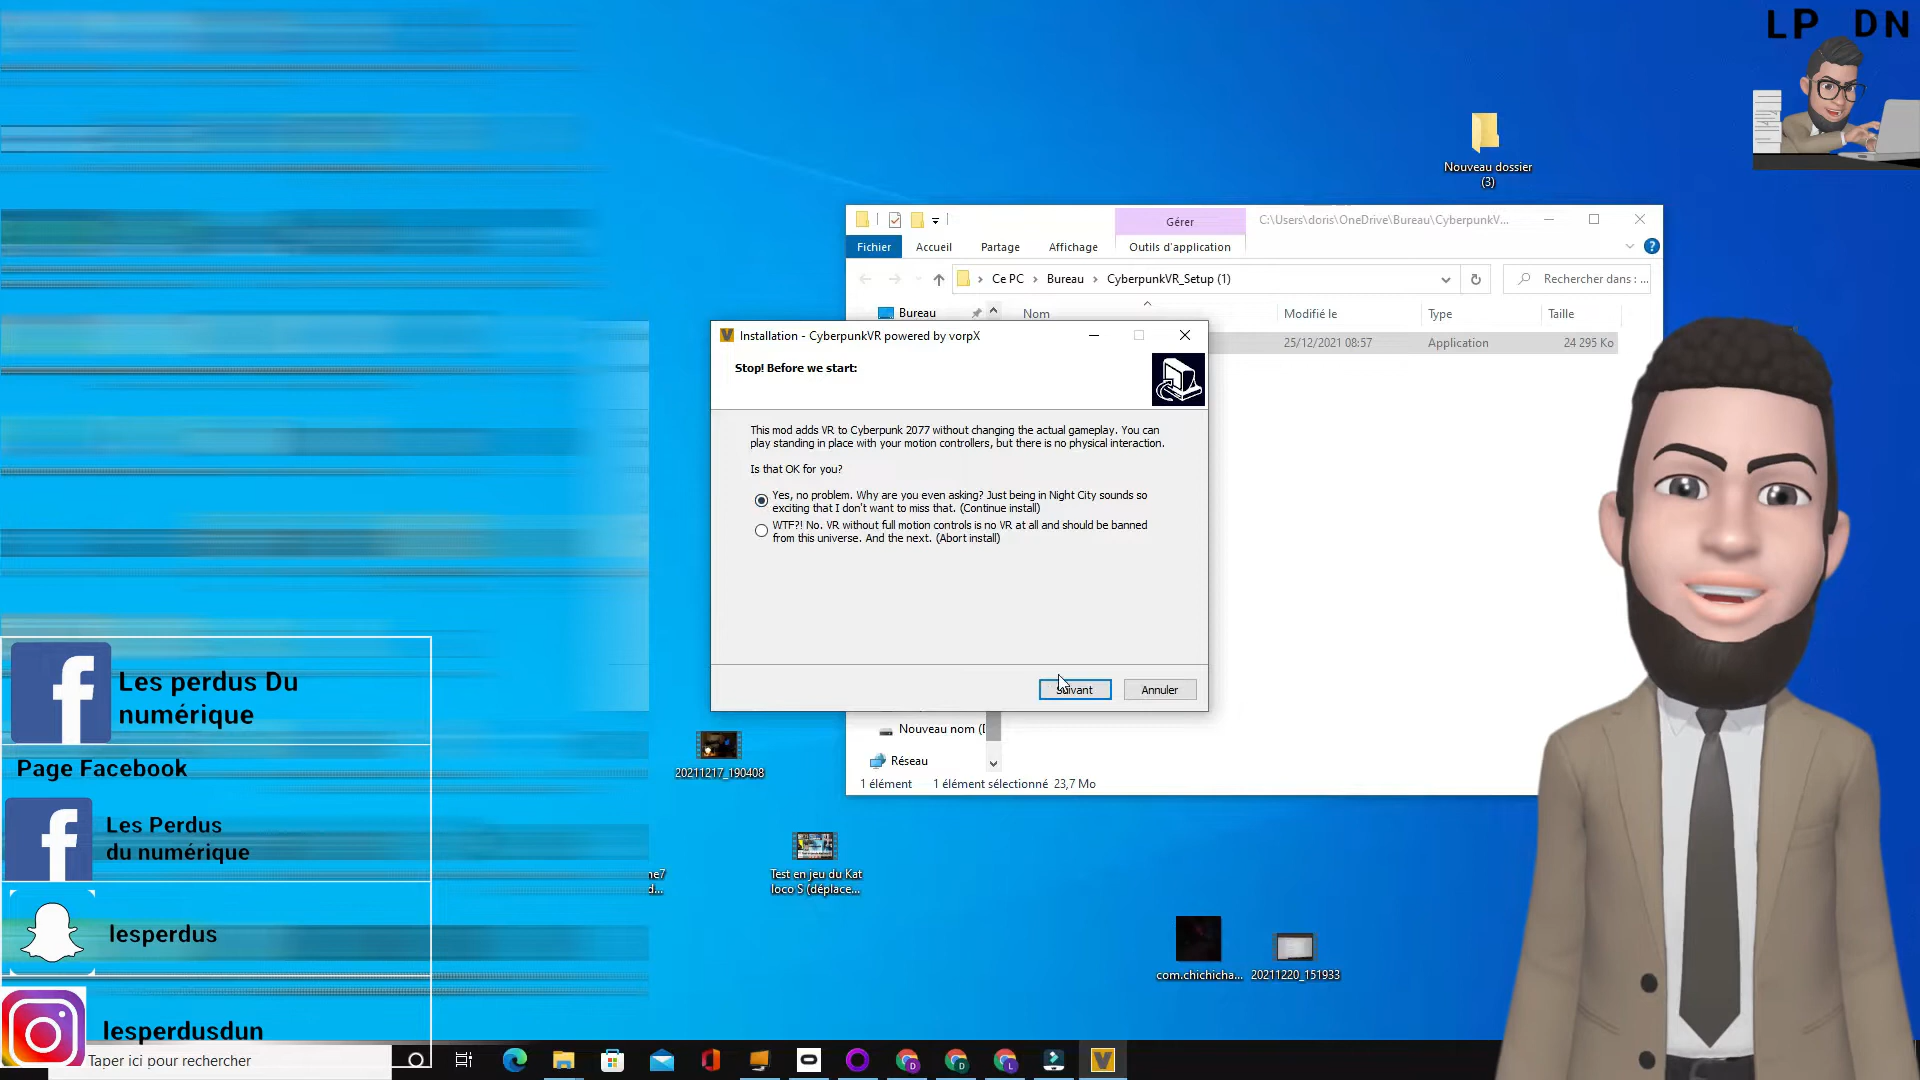 LP DN
Nouveau dossier
(3)
Gérer
C:\Users\doris\OneDrive\Bureau\CyberpunkV...
Fichier
Accueil
Partage
Affichage
Outils d'application
Ce PC
Bureau
CyberpunkVR_Setup (1)
Rechercher dans : ...
Bureau
Nom
Modifié le
Type
Taille
25/12/2021 08:57
Application
24 295 Ko
Installation - CyberpunkVR powered by vorpX
Stop! Before we start:
This mod adds VR to Cyberpunk 2077 without changing the actual gameplay. You can
play standing in place with your motion controllers, but there is no physical interaction.
Is that OK for you?
Yes, no problem. Why are you even asking? Just being in Night City sounds so
exciting that I don't want to miss that. (Continue install)
WTF?! No. VR without full motion controls is no VR at all and should be banned
from this universe. And the next. (Abort install)
Suivant
Annuler
Nouveau nom (
Réseau
1 élément
1 élément sélectionné 23,7 Mo
20211217_190408
Test en jeu du Kat
loco S (déplace...
ne7
d...
com.chichicha...
20211220_151933
Les perdus Du
numérique
Page Facebook
Les Perdus
du numérique
lesperdus
lesperdusdun
Taper ici pour rechercher